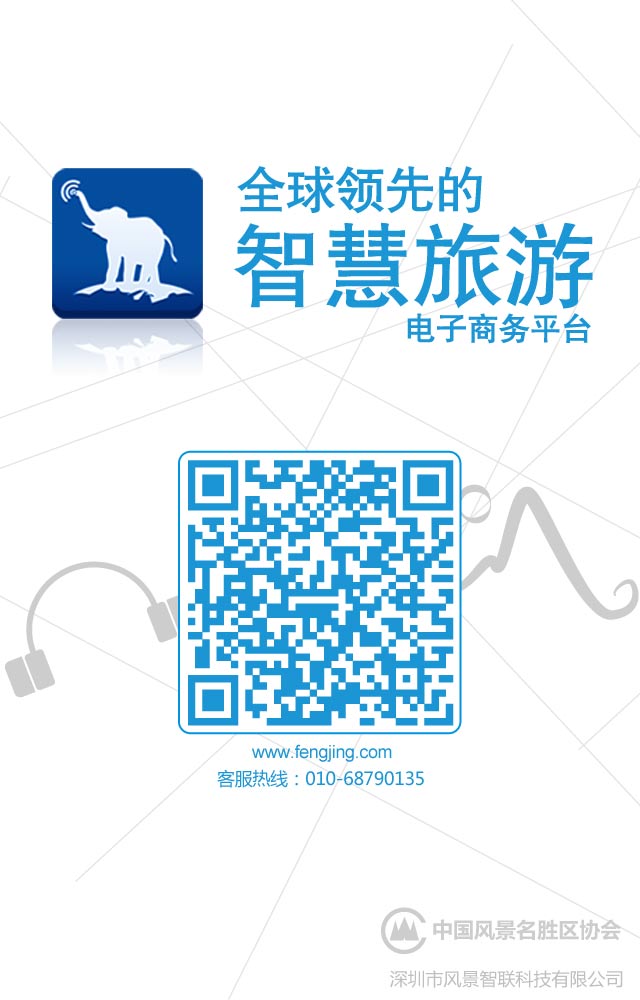 全球领先的
智慧旅游
电子商务平台
www.fengjing.com
客服热线：010-68790135
中国风景名胜区协会
深圳市风景智联科技有限公司